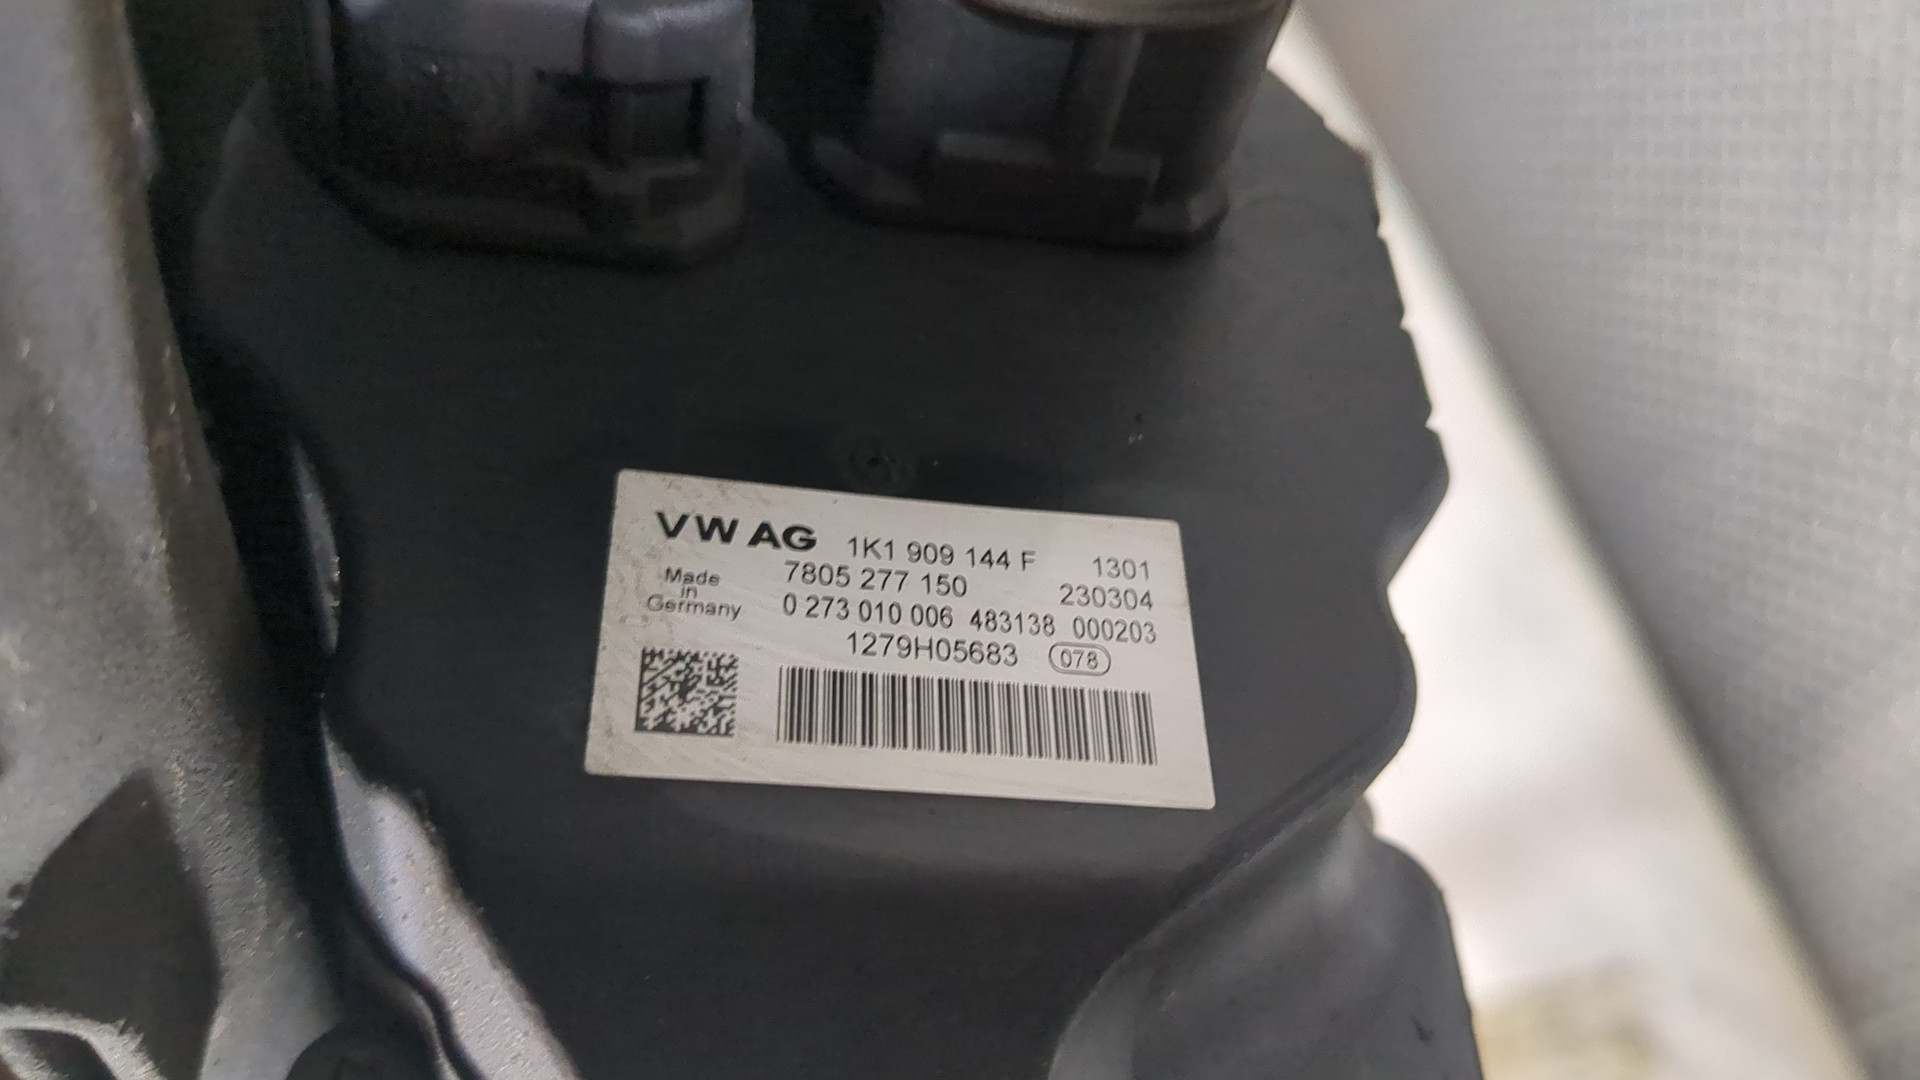 VW AG 1K1 909 144 F 1301
Made in Germany
7805 277 150 230304
0 273 010 006 483138 000203
1279H05683 078